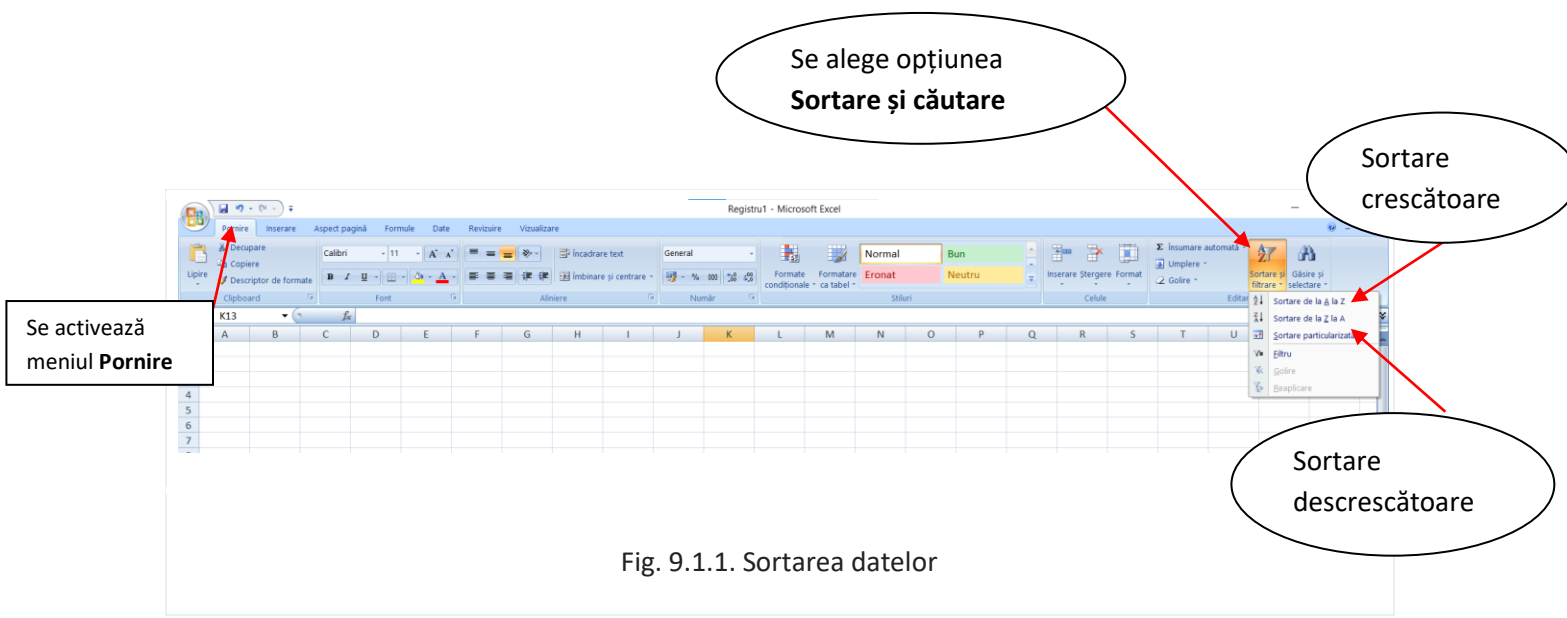 Se alege opțiunea
Sortare și căutare
Sortare
crescătoare
Registru1 - Microsoft Excel
Pornire Inserare Aspect pagină Formule Date Revizuire Vizualizare
Decupare
Copiere
Descriptor de formate
Lipire
Calibri 11
Încadrare text
Îmbinare și centrare
General
% 000
Formate condiționale
Formatare ca tabel
Normal Bun
Eronat Neutru
Inserare Ștergere Format
Σ Însumare automată
Umplere
Golire
Sortare și filtrare
Găsire și selectare
Clipboard Font Aliniere Număr Stiluri Celule
K13 fx
A B C D E F G H I J K L M N O P Q R S T U
4
5
6
7
Sortare de la A la Z
Sortare de la Z la A
Sortare particularizată
Filtru
Golire
Reaplicare
Se activează
meniul Pornire
Sortare
descrescătoare
Fig. 9.1.1. Sortarea datelor